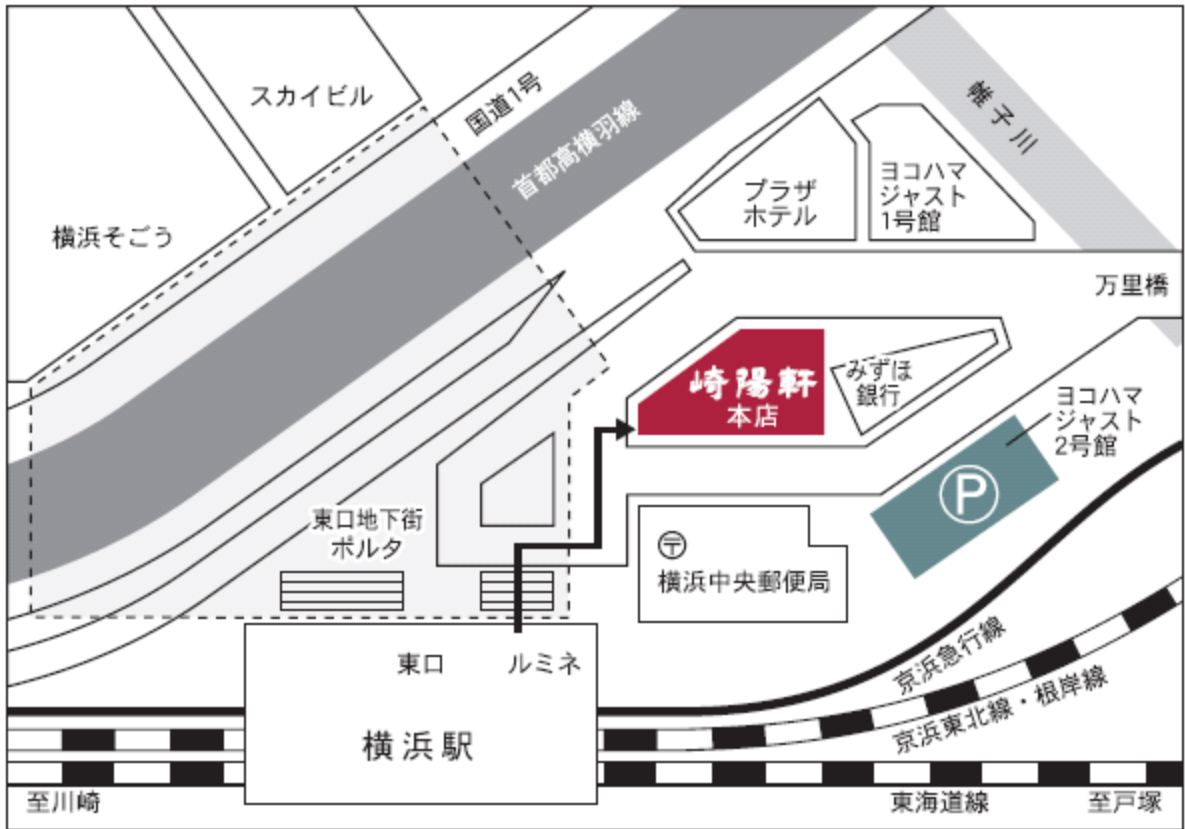 スカイビル
国道1号
首都高横羽線
帷子川
プラザ
ホテル
ヨコハマ
ジャスト
1号館
横浜そごう
万里橋
崎陽軒
本店
みずほ
銀行
ヨコハマ
ジャスト
2号館
P
東口地下街
ポルタ
〒
横浜中央郵便局
東口
ルミネ
横浜駅
京浜急行線
京浜東北線・根岸線
至川崎
東海道線
至戸塚